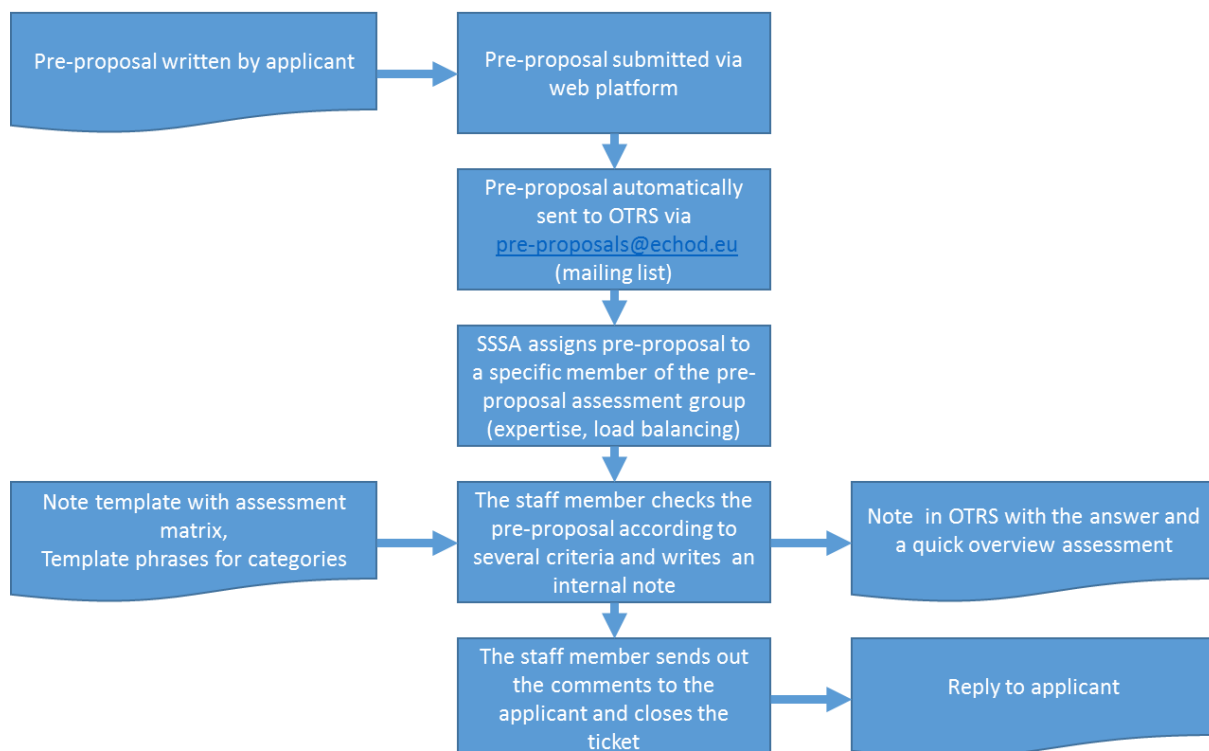 Pre-proposal written by applicant
Pre-proposal submitted via
web platform
Pre-proposal automatically
sent to OTRS via
pre-proposals@echod.eu
(mailing list)
SSSA assigns pre-proposal to
a specific member of the pre-
proposal assessment group
(expertise, load balancing)
Note template with assessment
matrix,
Template phrases for categories
The staff member checks the
pre-proposal according to
several criteria and writes an
internal note
Note in OTRS with the answer and
a quick overview assessment
The staff member sends out
the comments to the
applicant and closes the
ticket
Reply to applicant